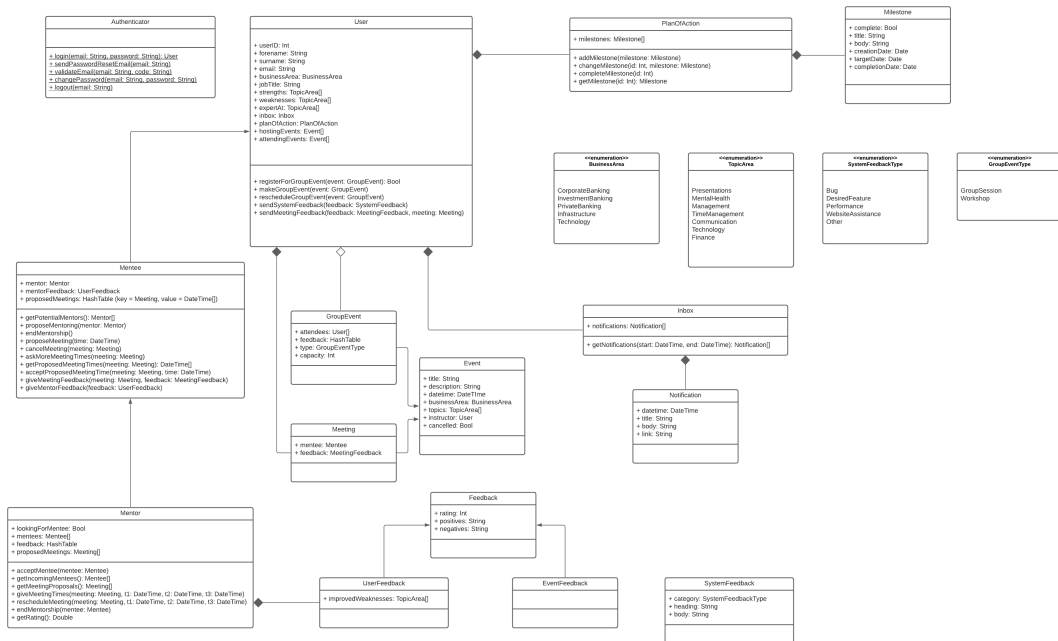 Authenticator
+ login(email: String, password: String): User
+ sendPasswordResetEmail(email: String)
+ validateEmail(email: String, code: String)
+ changePassword(email: String, password: String)
+ logout(email: String)
User
+ userID: Int
+ forename: String
+ surname: String
+ email: String
+ businessArea: BusinessArea
+ jobTitle: String
+ strengths: TopicArea[]
+ weaknesses: TopicArea[]
+ expertAt: TopicArea[]
+ inbox: Inbox
+ planOfAction: PlanOfAction
+ hostingEvents: Event[]
+ attendingEvents: Event[]
+ registerForGroupEvent(event: GroupEvent): Bool
+ makeGroupEvent(event: GroupEvent)
+ rescheduleGroupEvent(event: GroupEvent)
+ sendSystemFeedback(feedback: SystemFeedback)
+ sendMeetingFeedback(feedback: MeetingFeedback, meeting: Meeting)
PlanOfAction
+ milestones: Milestone[]
+ addMilestone(milestone: Milestone)
+ changeMilestone(id: Int, milestone: Milestone)
+ completeMilestone(id: Int)
+ getMilestone(id: Int): Milestone
Milestone
+ complete: Bool
+ title: String
+ body: String
+ creationDate: Date
+ targetDate: Date
+ completionDate: Date
<<enumeration>>
BusinessArea
CorporateBanking
InvestmentBanking
PrivateBanking
Infrastructure
Technology
<<enumeration>>
TopicArea
Presentations
MentalHealth
Management
TimeManagement
Communication
Technology
Finance
<<enumeration>>
SystemFeedbackType
Bug
DesiredFeature
Performance
WebsiteAssistance
Other
<<enumeration>>
GroupEventType
GroupSession
Workshop
Mentee
+ mentor: Mentor
+ mentorFeedback: UserFeedback
+ proposedMeetings: HashTable (key = Meeting, value = DateTime[])
+ getPotentialMentors(): Mentor[]
+ proposeMentoring(mentor: Mentor)
+ endMentorship()
+ proposeMeeting(time: DateTime)
+ cancelMeeting(meeting: Meeting)
+ askMoreMeetingTimes(meeting: Meeting)
+ getProposedMeetingTimes(meeting: Meeting): DateTime[]
+ acceptProposedMeetingTime(meeting: Meeting, time: DateTime)
+ giveMeetingFeedback(meeting: Meeting, feedback: MeetingFeedback)
+ giveMentorFeedback(feedback: UserFeedback)
GroupEvent
+ attendees: User[]
+ feedback: HashTable
+ type: GroupEventType
+ capacity: Int
Event
+ title: String
+ description: String
+ datetime: DateTIme
+ businessArea: BusinessArea
+ topics: TopicArea[]
+ instructor: User
+ cancelled: Bool
Meeting
+ mentee: Mentee
+ feedback: MeetingFeedback
Inbox
+ notifications: Notification[]
+ getNotifications(start: DateTime, end: DateTime): Notification[]
Notification
+ datetime: DateTime
+ title: String
+ body: String
+ link: String
Mentor
+ lookingForMentee: Bool
+ mentees: Mentee[]
+ feedback: HashTable
+ proposedMeetings: Meeting[]
+ acceptMentee(mentee: Mentee)
+ getIncomingMentees(): Mentee[]
+ getMeetingProposals(): Meeting[]
+ giveMeetingTimes(meeting: Meeting, t1: DateTime, t2: DateTime, t3: DateTime)
+ rescheduleMeeting(meeting: Meeting, t1: DateTime, t2: DateTime, t3: DateTime)
+ endMentorship(mentee: Mentee)
+ getRating(): Double
Feedback
+ rating: Int
+ positives: String
+ negatives: String
UserFeedback
+ improvedWeaknesses: TopicArea[]
EventFeedback
SystemFeedback
+ category: SystemFeedbackType
+ heading: String
+ body: String